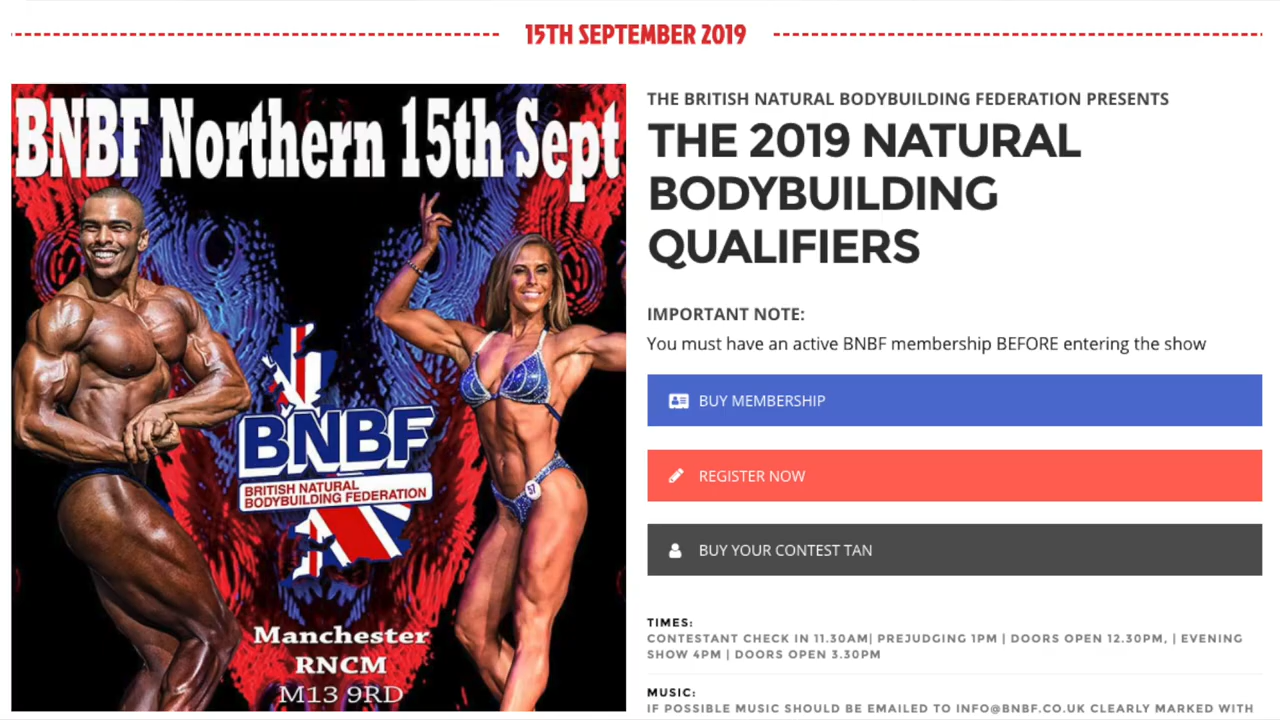 15TH SEPTEMBER 2019
BNBF Northern 15th Sept
BNBF
BRITISH NATURAL
BODYBUILDING FEDERATION
57
Manchester
RNCM
M13 9RD
THE BRITISH NATURAL BODYBUILDING FEDERATION PRESENTS
THE 2019 NATURAL
BODYBUILDING
QUALIFIERS
IMPORTANT NOTE:
You must have an active BNBF membership BEFORE entering the show
BUY MEMBERSHIP
REGISTER NOW
BUY YOUR CONTEST TAN
TIMES:
CONTESTANT CHECK IN 11.30AM| PREJUDGING 1PM | DOORS OPEN 12.30PM, | EVENING
SHOW 4PM | DOORS OPEN 3.30PM
MUSIC:
IF POSSIBLE MUSIC SHOULD BE EMAILED TO INFO@BNBF.CO.UK CLEARLY MARKED WITH